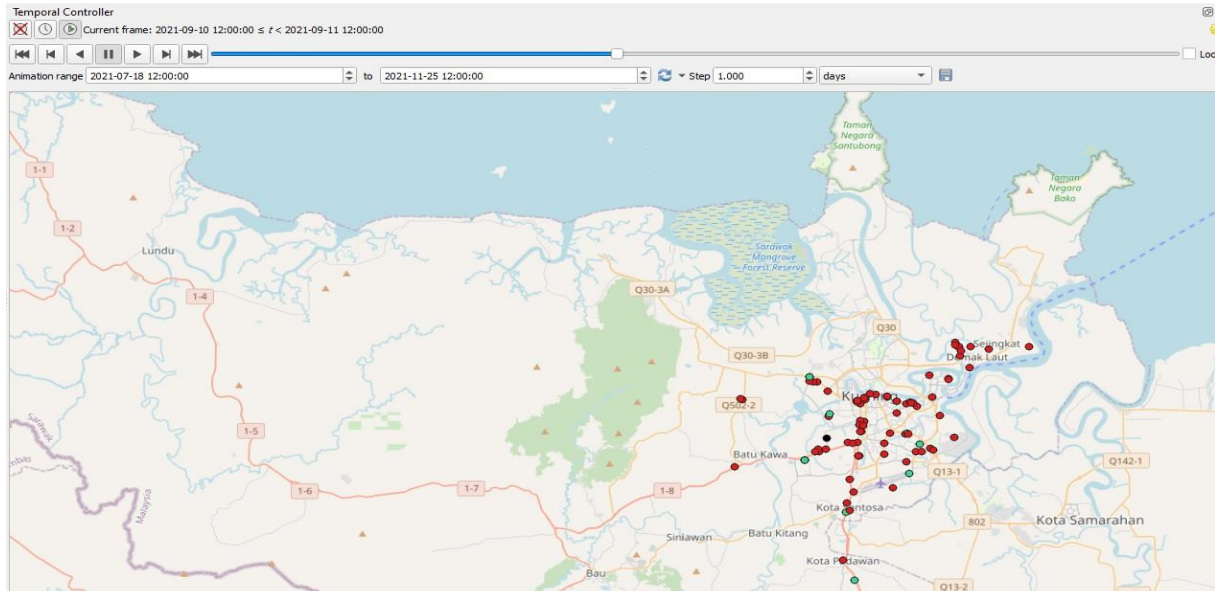 Temporal Controller
Current frame: 2021-09-10 12:00:00 ≤ t < 2021-09-11 12:00:00
Loo
Animation range 2021-07-18 12:00:00 to 2021-11-25 12:00:00 Step 1.000 days
Taman
Negara
Santubong
1-1
Taman
Negara
Bako
1-2
Lundu
Sarawak
Mangrove
Forest Reserve
Q30-3A
1-4
Q30
Sejingkat
Q30-3B
Demak Laut
Q502-2
Sarawak
1-5
Batu Kawa
Q142-1
Q13-1
1-6
1-7
1-8
Malaysia
802
Kota Samarahan
Batu Kitang
Siniawan
Bau
Q13-2